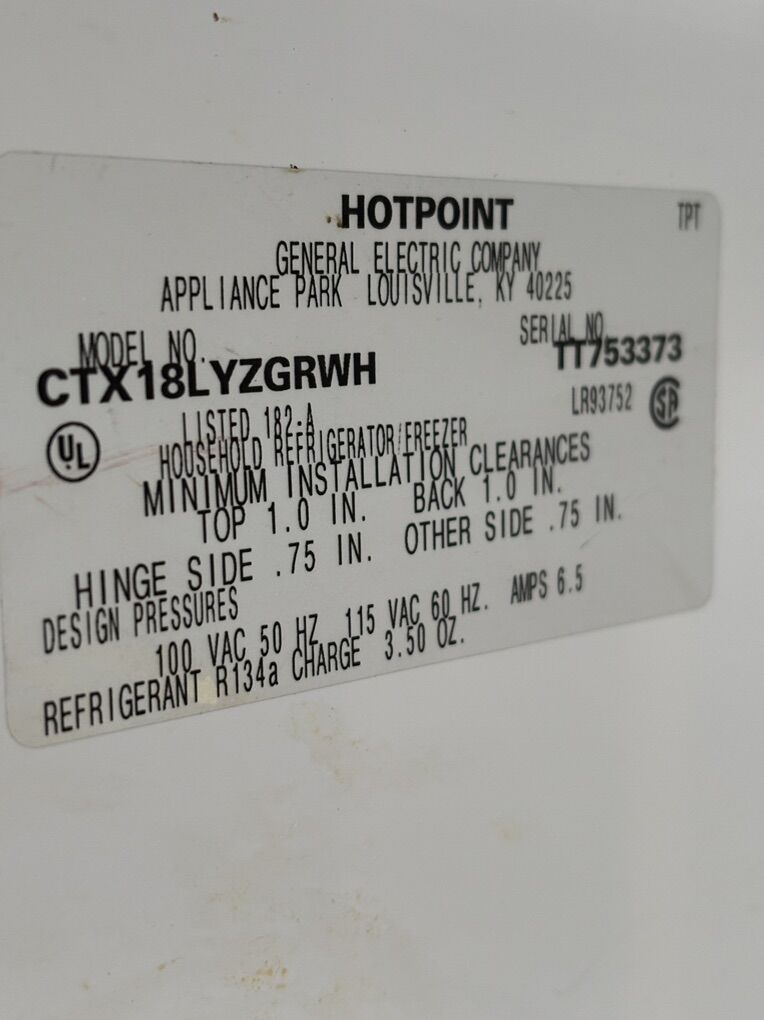 HOTPOINT
TPT
GENERAL ELECTRIC COMPANY
APPLIANCE PARK LOUISVILLE, KY 40225
MODEL NO.
SERIAL NO.
CTX18LYZGRWH
TT753373
LISTED 182-A
LR93752
UL
SA
HOUSEHOLD REFRIGERATOR/FREEZER
MINIMUM INSTALLATION CLEARANCES
TOP 1.0 IN. BACK 1.0 IN.
HINGE SIDE .75 IN. OTHER SIDE .75 IN.
DESIGN PRESSURES
100 VAC 50 HZ 115 VAC 60 HZ. AMPS 6.5
REFRIGERANT R134a CHARGE 3.50 OZ.